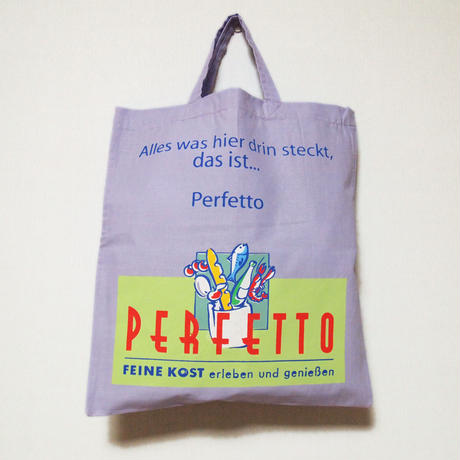 Alles was hier drin steckt,
das ist...
Perfetto
PERFETTO
FEINE KOST erleben und genießen